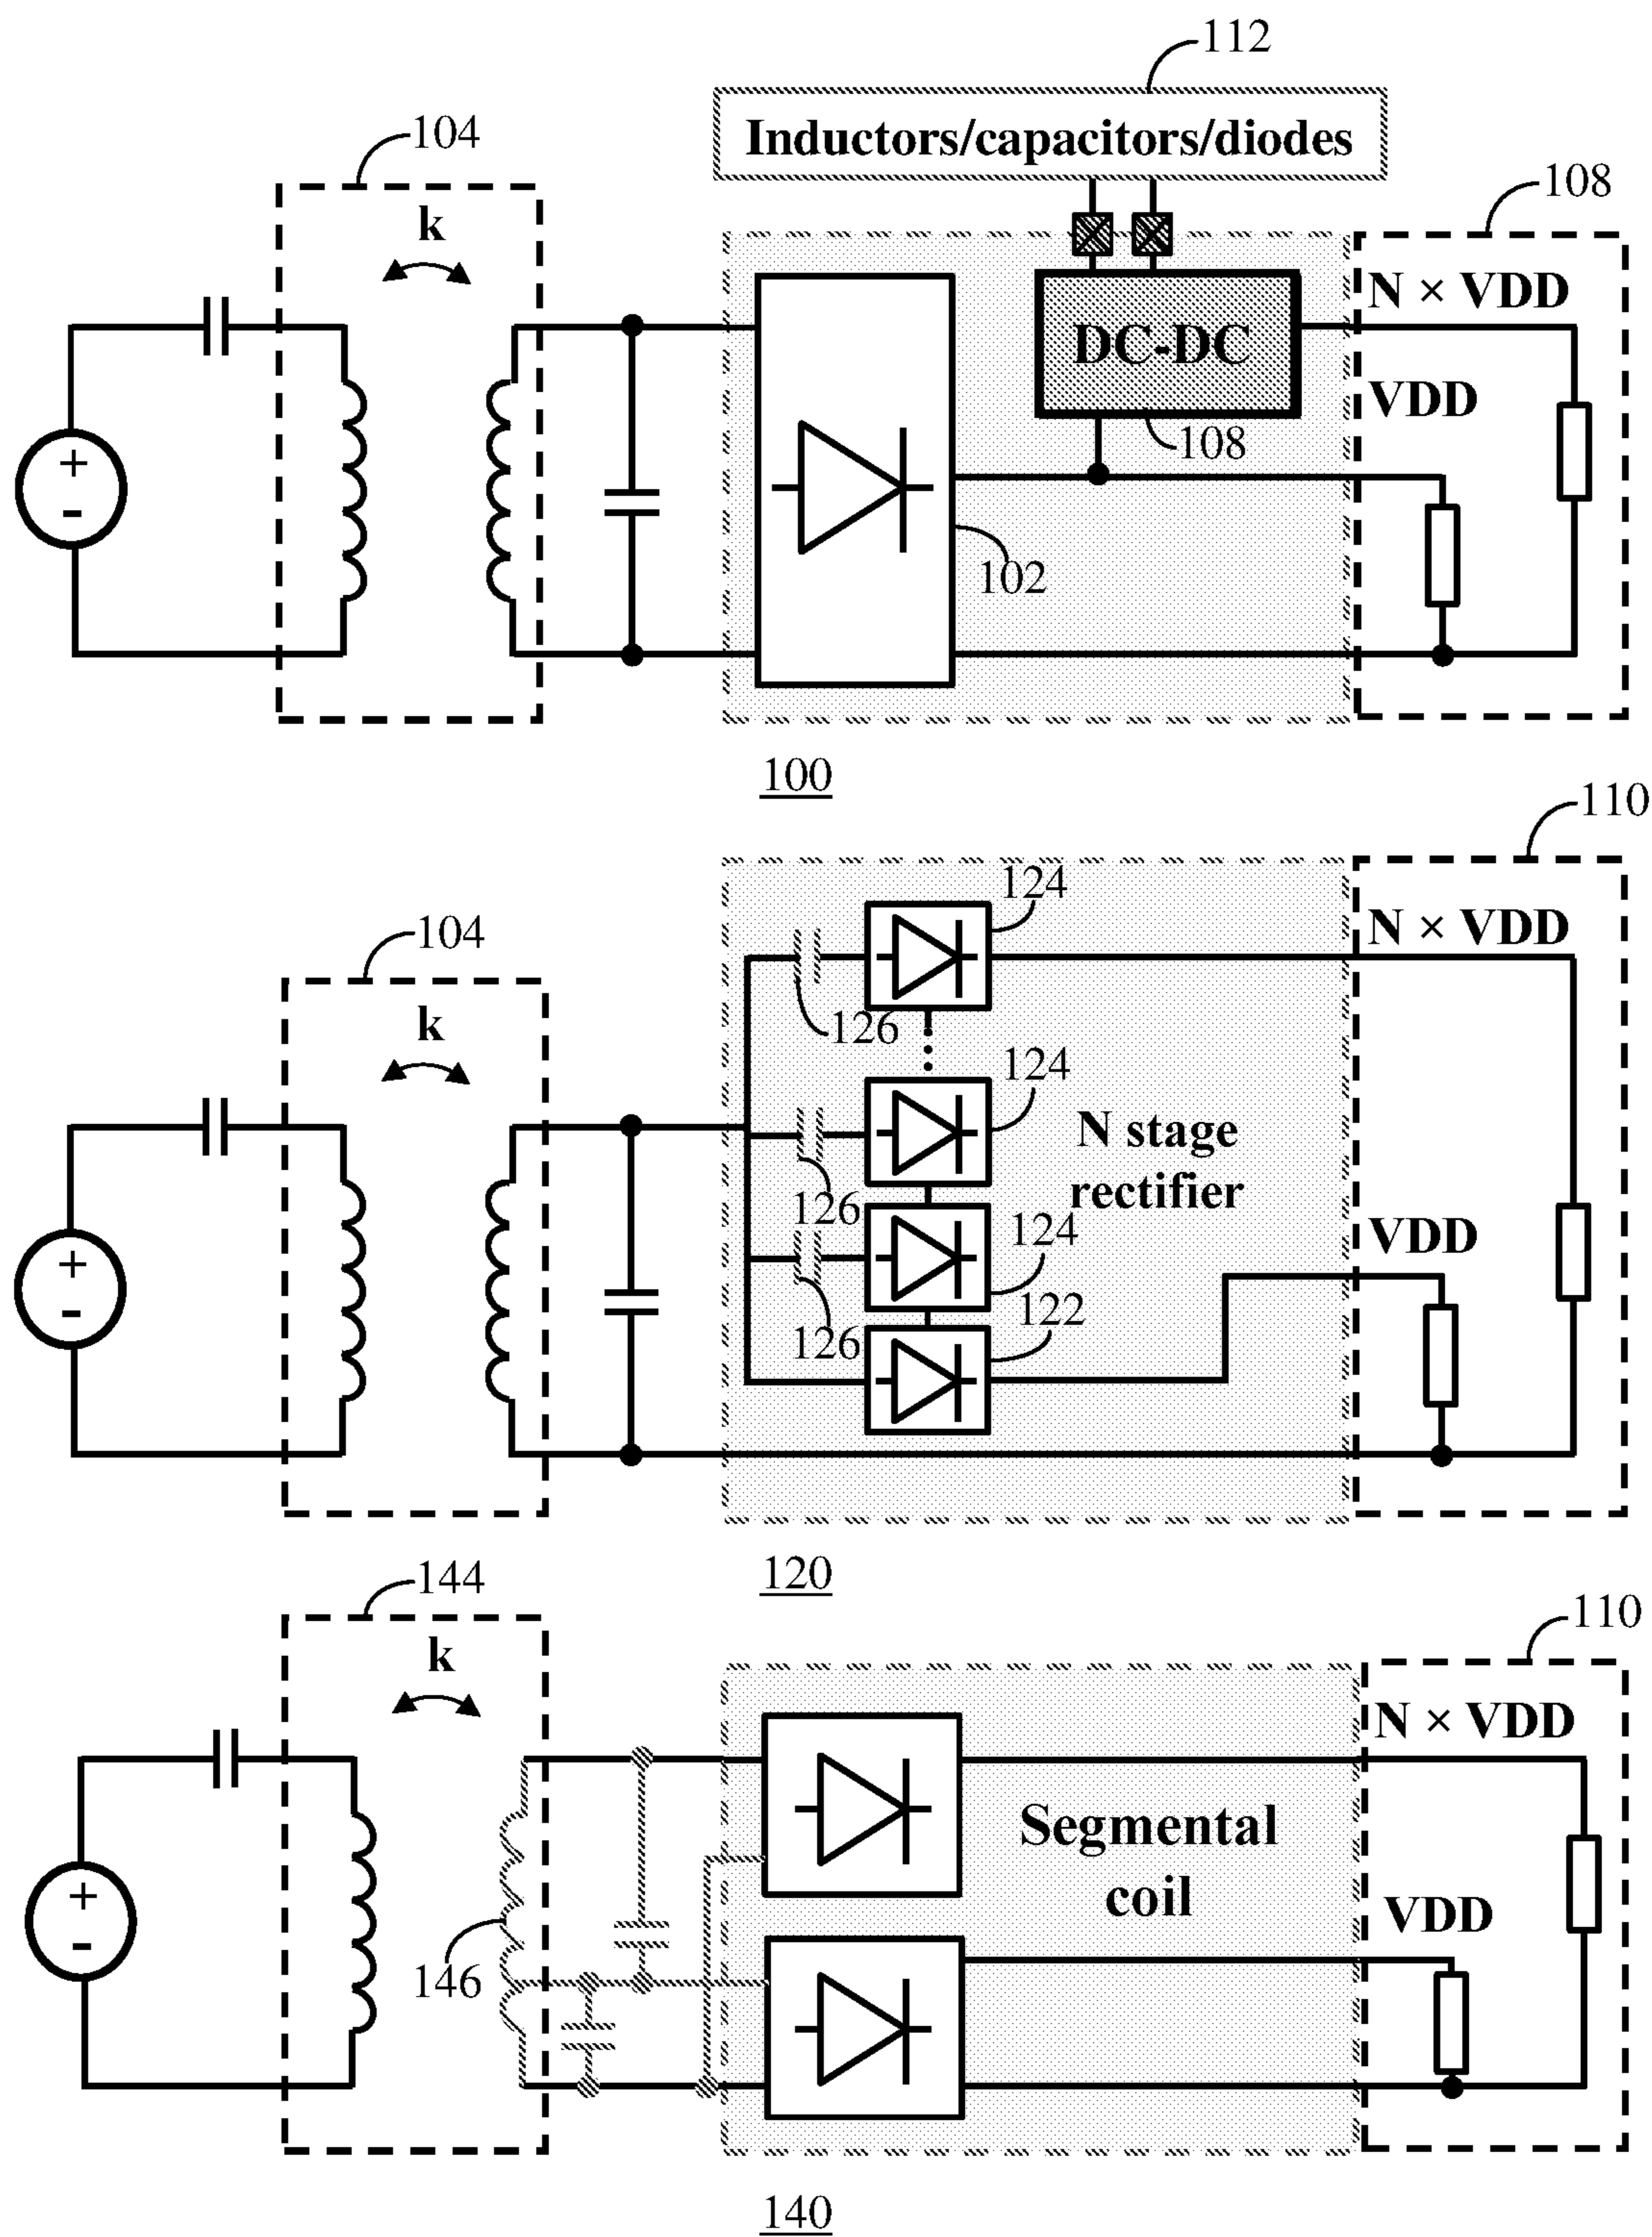 112
Inductors/capacitors/diodes
104
k
108
N × VDD
DC-DC
VDD
108
+
-
102
100
110
124
N × VDD
104
k
126
124
N stage
rectifier
126
124
VDD
+
-
122
126
120
144
110
k
N × VDD
Segmental
coil
+
-
VDD
146
140